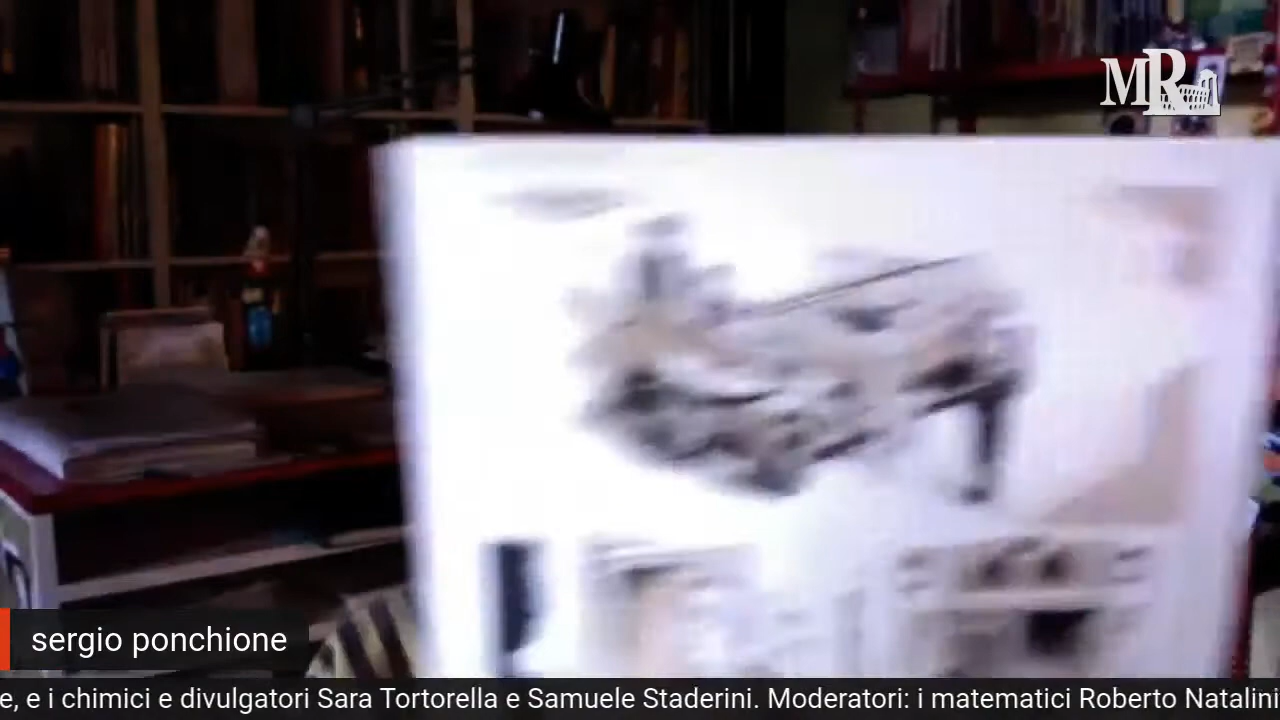 MR
sergio ponchione
e, e i chimici e divulgatori Sara Tortorella e Samuele Staderini. Moderatori: i matematici Roberto Natalini